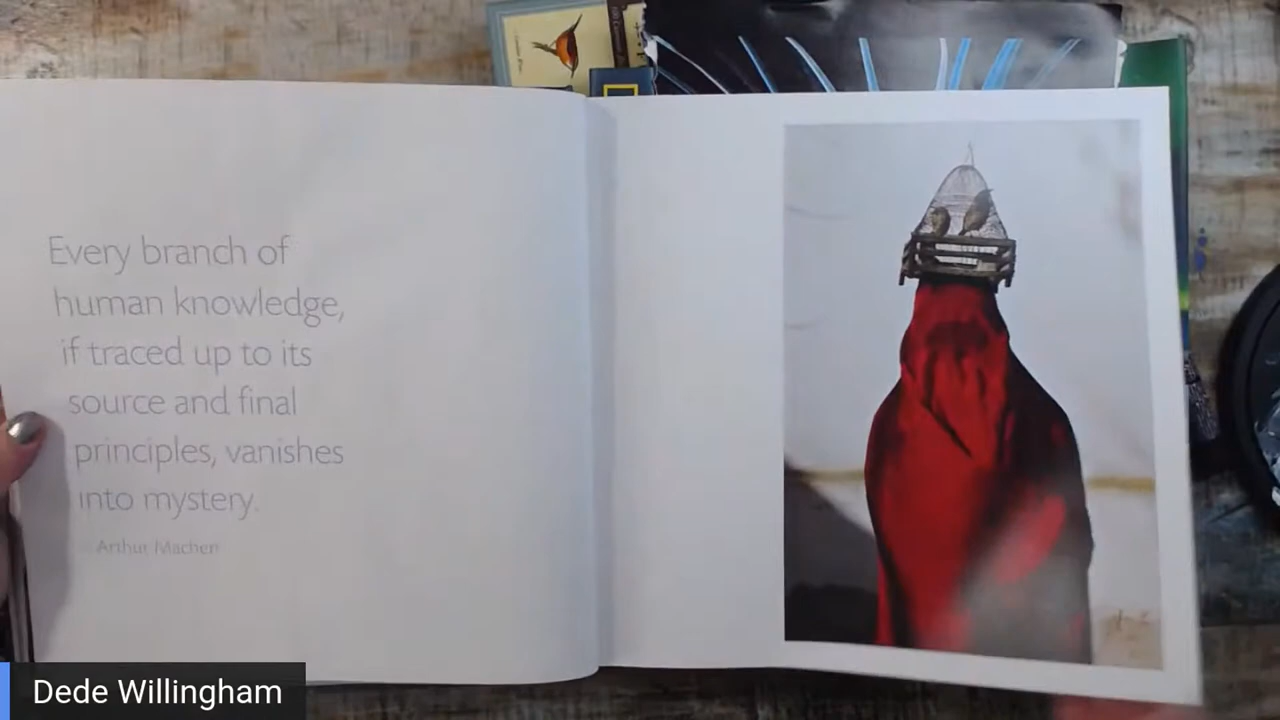 Every branch of
human knowledge,
if traced up to its
source and final
principles, vanishes
into mystery.
Arthur Machen
Dede Willingham